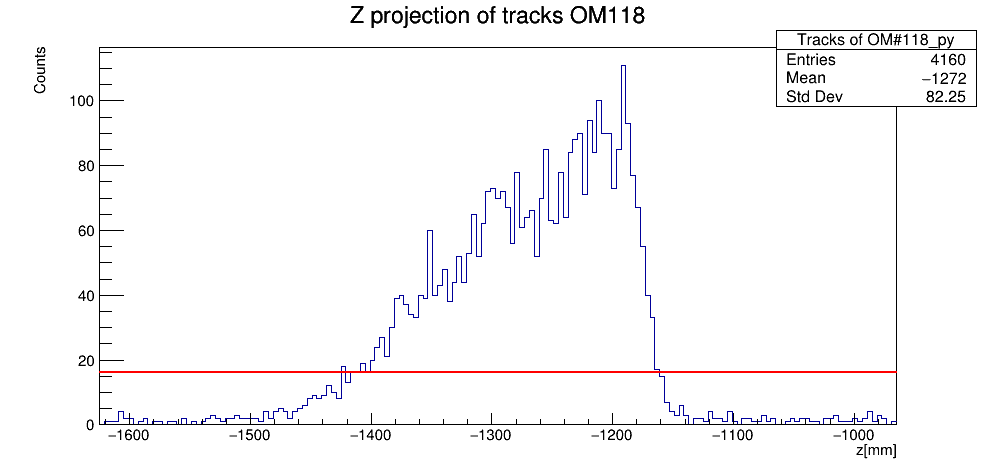 Z projection of tracks OM118
Counts
Tracks of OM#118_py
Entries 4160
Mean −1272
Std Dev 82.25
100
80
60
40
20
0
−1600 −1500 −1400 −1300 −1200 −1100 −1000
z[mm]